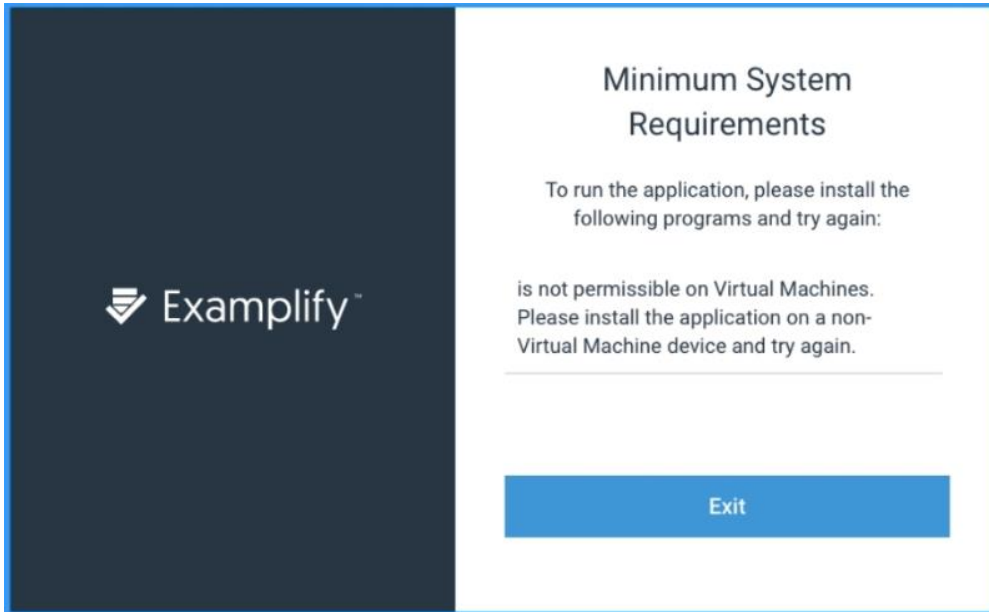 Examplify™
Minimum System
Requirements
To run the application, please install the
following programs and try again:
is not permissible on Virtual Machines.
Please install the application on a non-
Virtual Machine device and try again.
Exit